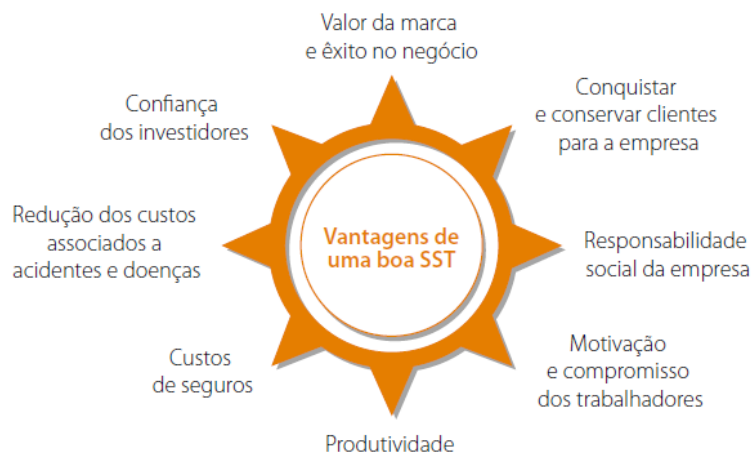 Valor da marca
e êxito no negócio
Conquistar
e conservar clientes
para a empresa
Responsabilidade
social da empresa
Motivação
e compromisso
dos trabalhadores
Produtividade
Custos
de seguros
Redução dos custos
associados a
acidentes e doenças
Confiança
dos investidores
Vantagens de
uma boa SST